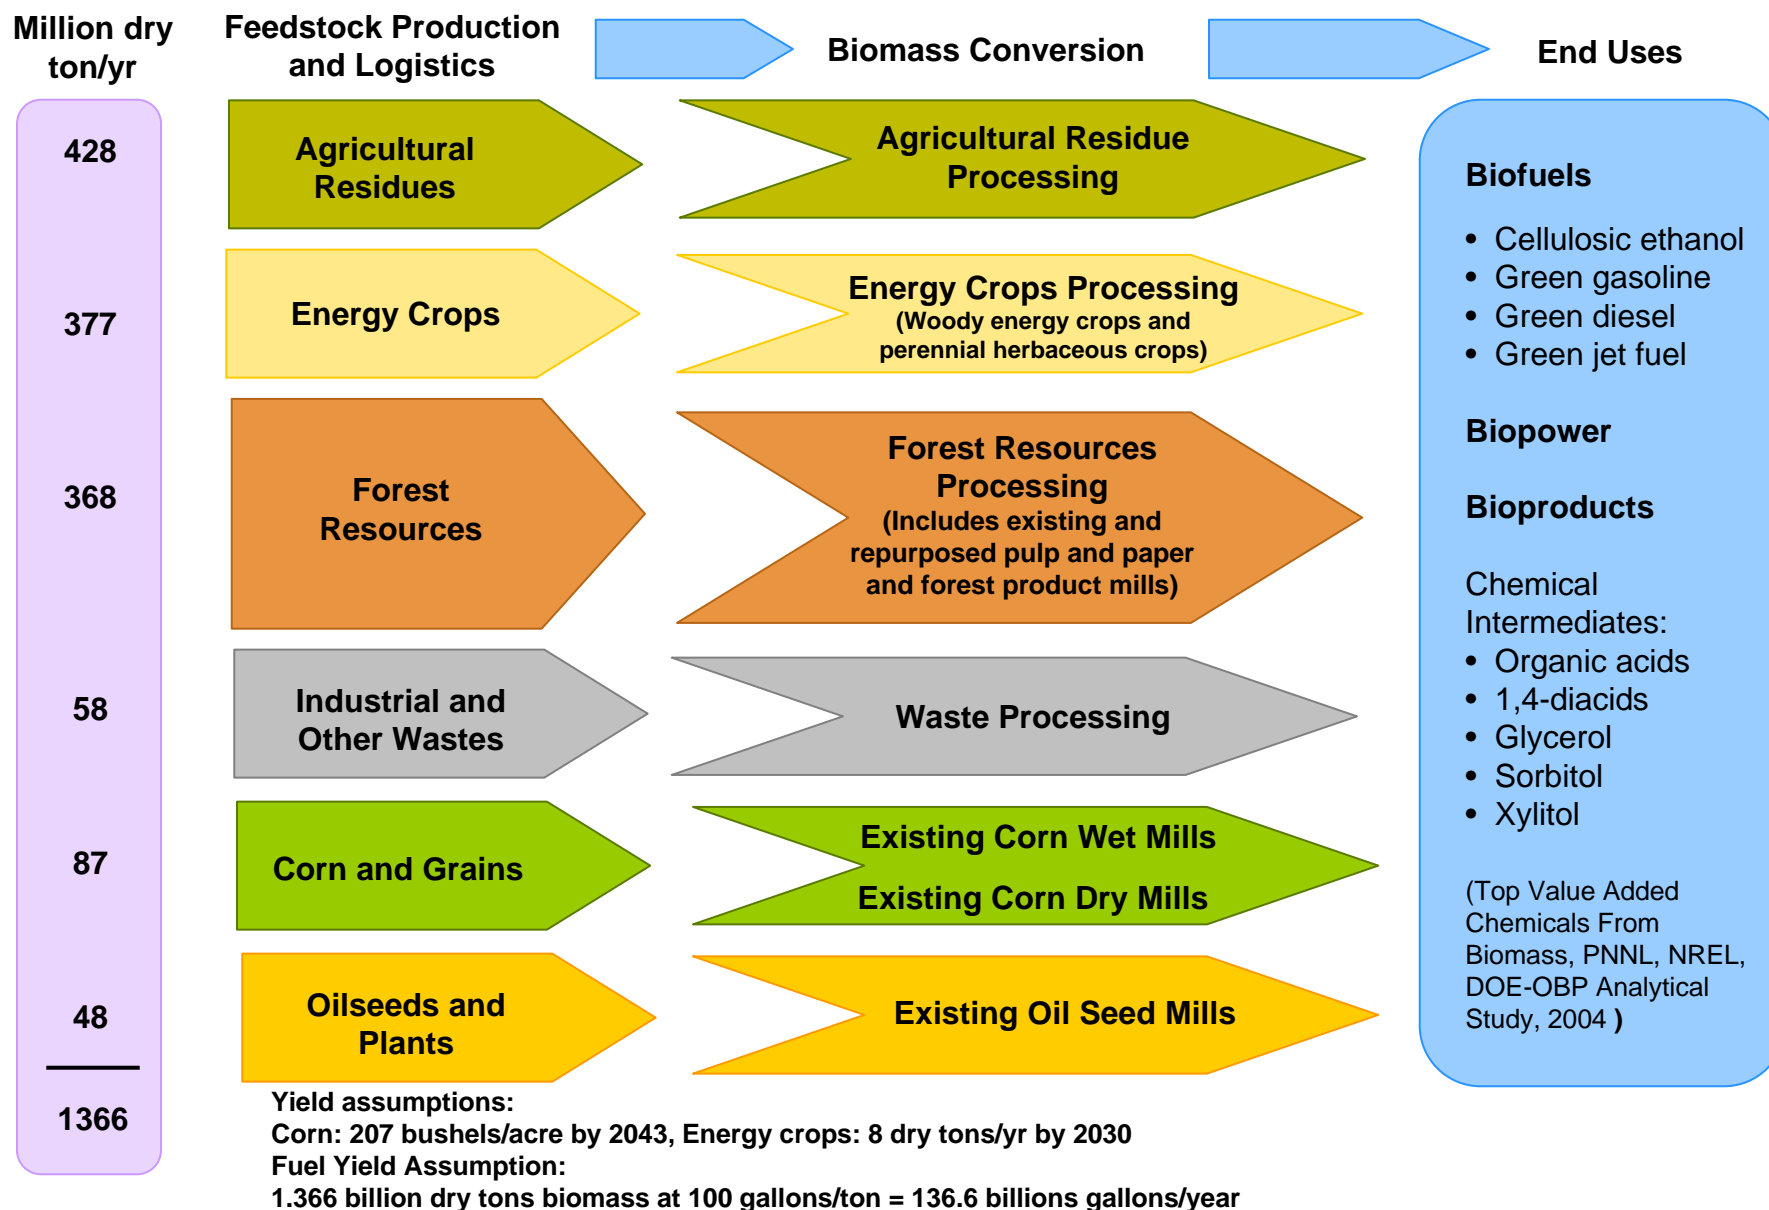 Million dry
ton/yr
Feedstock Production
and Logistics
Biomass Conversion
End Uses
428
Agricultural
Residues
Agricultural Residue
Processing
377
Energy Crops
Energy Crops Processing
(Woody energy crops and
perennial herbaceous crops)
368
Forest
Resources
Forest Resources
Processing
(Includes existing and
repurposed pulp and paper
and forest product mills)
58
Industrial and
Other Wastes
Waste Processing
87
Corn and Grains
Existing Corn Wet Mills
Existing Corn Dry Mills
48
Oilseeds and
Plants
Existing Oil Seed Mills
1366
Biofuels
• Cellulosic ethanol
• Green gasoline
• Green diesel
• Green jet fuel
Biopower
Bioproducts
Chemical
Intermediates:
• Organic acids
• 1,4-diacids
• Glycerol
• Sorbitol
• Xylitol
(Top Value Added
Chemicals From
Biomass, PNNL, NREL,
DOE-OBP Analytical
Study, 2004 )
Yield assumptions:
Corn: 207 bushels/acre by 2043, Energy crops: 8 dry tons/yr by 2030
Fuel Yield Assumption:
1.366 billion dry tons biomass at 100 gallons/ton = 136.6 billions gallons/year